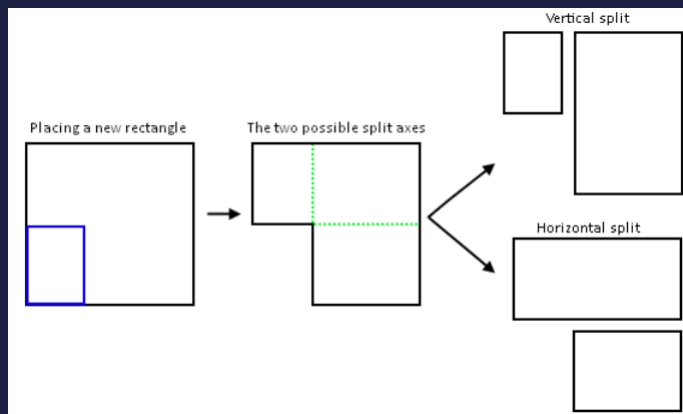 Vertical split
Placing a new rectangle
The two possible split axes
Horizontal split